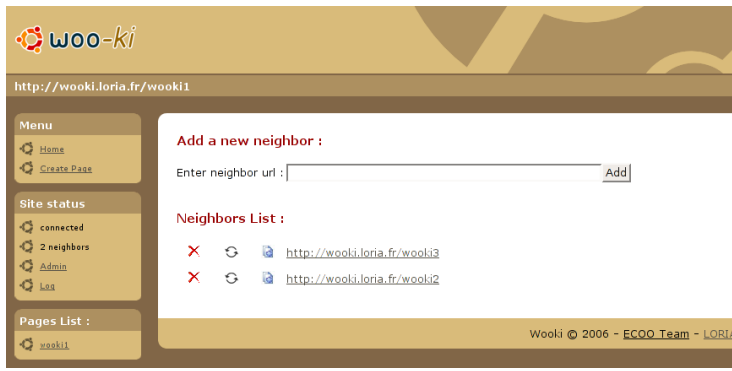 woo-ki
http://wooki.loria.fr/wooki1
Menu
Home
Create Page
Site status
connected
2 neighbors
Admin
Log
Pages List :
wooki1
Add a new neighbor :
Enter neighbor url : Add
Neighbors List :
http://wooki.loria.fr/wooki3
http://wooki.loria.fr/wooki2
Wooki © 2006 - ECOO Team - LORIA